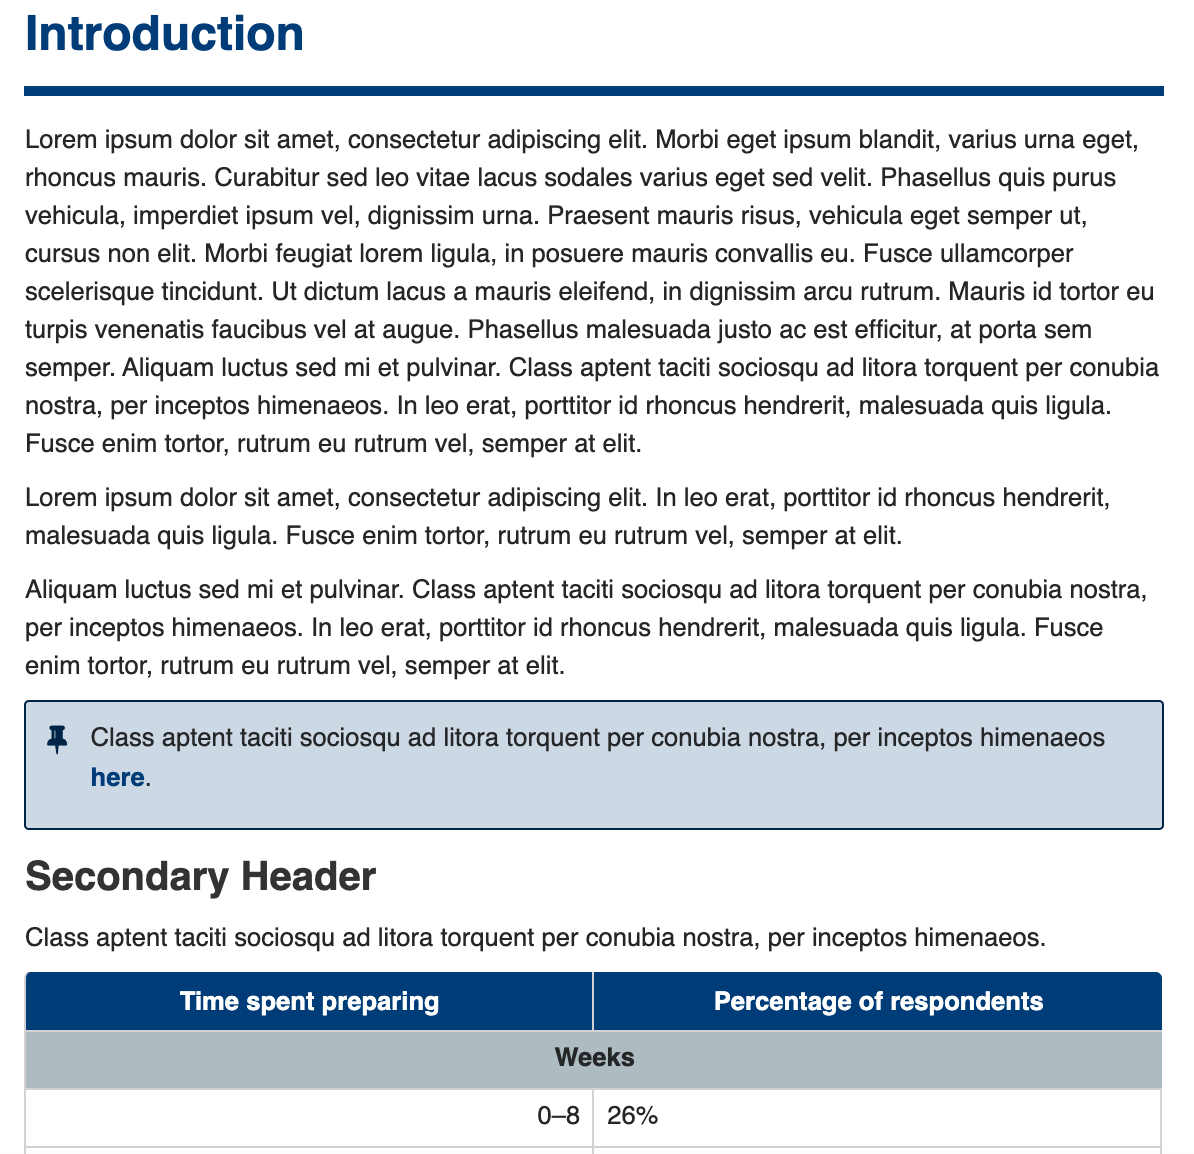 Introduction
Lorem ipsum dolor sit amet, consectetur adipiscing elit. Morbi eget ipsum blandit, varius urna eget,
rhoncus mauris. Curabitur sed leo vitae lacus sodales varius eget sed velit. Phasellus quis purus
vehicula, imperdiet ipsum vel, dignissim urna. Praesent mauris risus, vehicula eget semper ut,
cursus non elit. Morbi feugiat lorem ligula, in posuere mauris convallis eu. Fusce ullamcorper
scelerisque tincidunt. Ut dictum lacus a mauris eleifend, in dignissim arcu rutrum. Mauris id tortor eu
turpis venenatis faucibus vel at augue. Phasellus malesuada justo ac est efficitur, at porta sem
semper. Aliquam luctus sed mi et pulvinar. Class aptent taciti sociosqu ad litora torquent per conubia
nostra, per inceptos himenaeos. In leo erat, porttitor id rhoncus hendrerit, malesuada quis ligula.
Fusce enim tortor, rutrum eu rutrum vel, semper at elit.
Lorem ipsum dolor sit amet, consectetur adipiscing elit. In leo erat, porttitor id rhoncus hendrerit,
malesuada quis ligula. Fusce enim tortor, rutrum eu rutrum vel, semper at elit.
Aliquam luctus sed mi et pulvinar. Class aptent taciti sociosqu ad litora torquent per conubia nostra,
per inceptos himenaeos. In leo erat, porttitor id rhoncus hendrerit, malesuada quis ligula. Fusce
enim tortor, rutrum eu rutrum vel, semper at elit.
Class aptent taciti sociosqu ad litora torquent per conubia nostra, per inceptos himenaeos
here.
Secondary Header
Class aptent taciti sociosqu ad litora torquent per conubia nostra, per inceptos himenaeos.
Time spent preparing Percentage of respondents
Weeks
0–8 26%